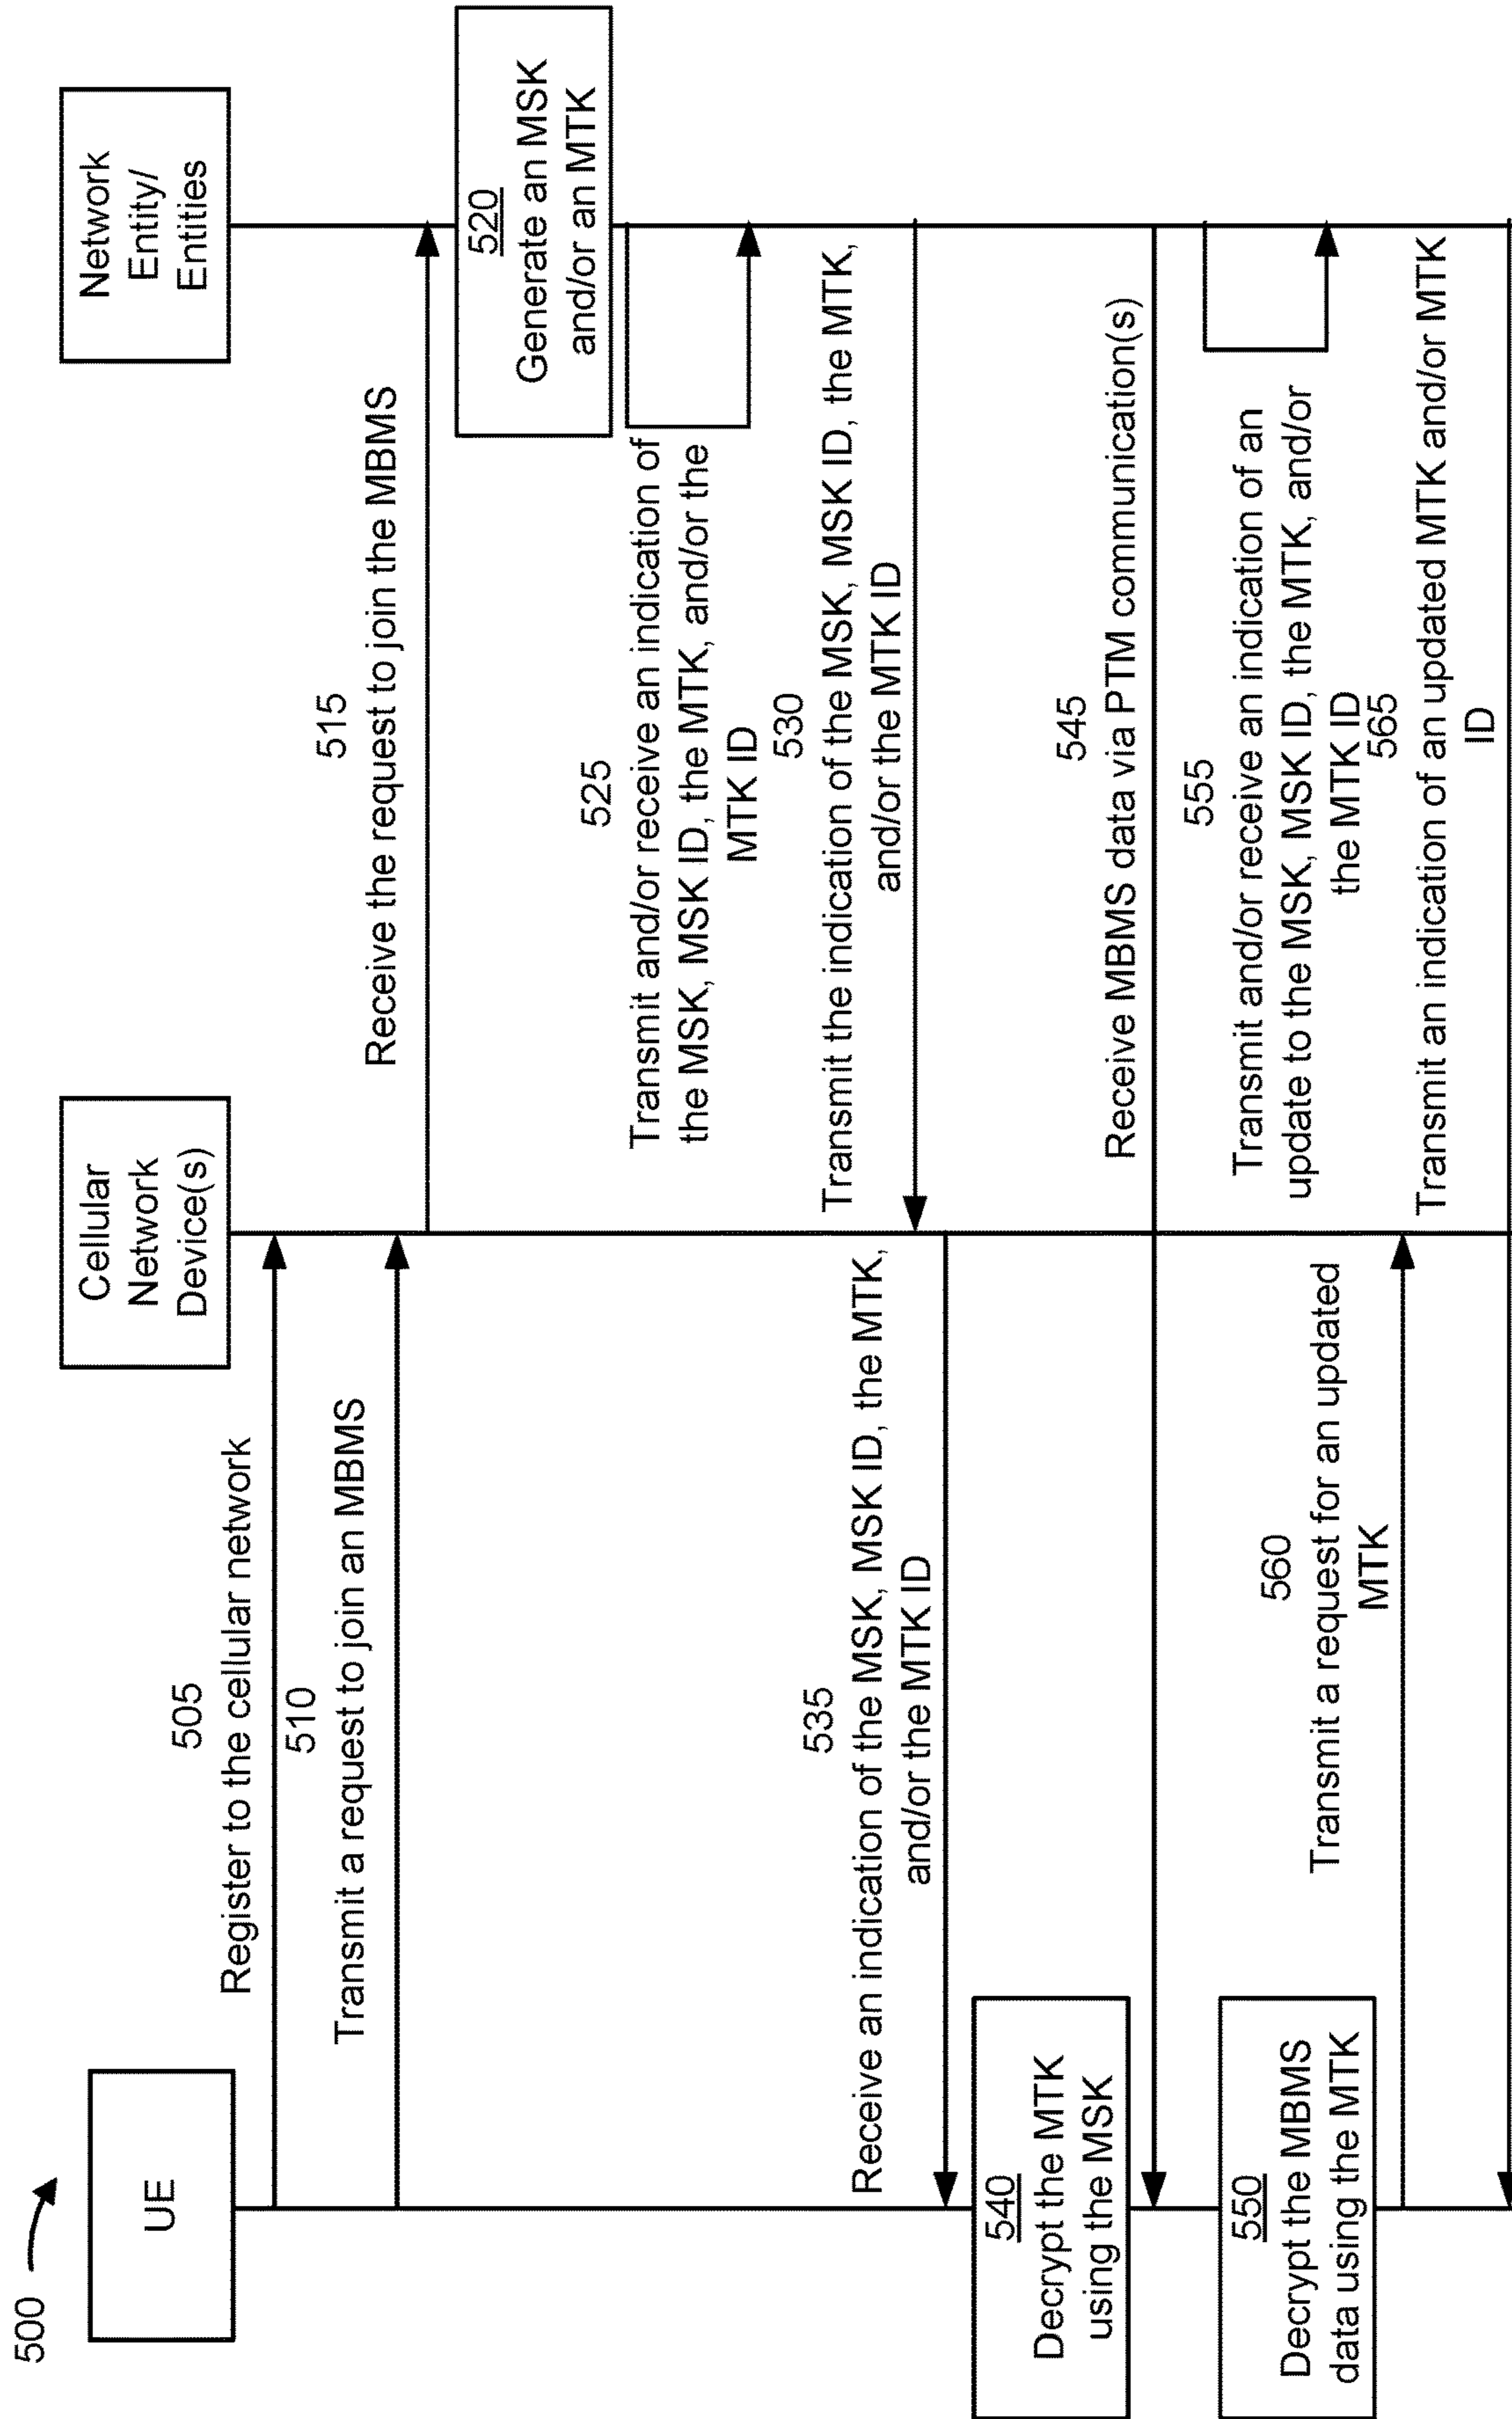 500
UE
Cellular
Network
Device(s)
Network
Entity/
Entities
505
Register to the cellular network
510
Transmit a request to join an MBMS
515
Receive the request to join the MBMS
520
Generate an MSK
and/or an MTK
525
Transmit and/or receive an indication of
the MSK, MSK ID, the MTK, and/or the
MTK ID
530
Transmit the indication of the MSK, MSK ID, the MTK,
and/or the MTK ID
535
Receive an indication of the MSK, MSK ID, the MTK,
and/or the MTK ID
540
Decrypt the MTK
using the MSK
545
Receive MBMS data via PTM communication(s)
550
Decrypt the MBMS
data using the MTK
555
Transmit and/or receive an indication of an
update to the MSK, MSK ID, the MTK, and/or
the MTK ID
560
Transmit a request for an updated
MTK
565
Transmit an indication of an updated MTK and/or MTK
ID